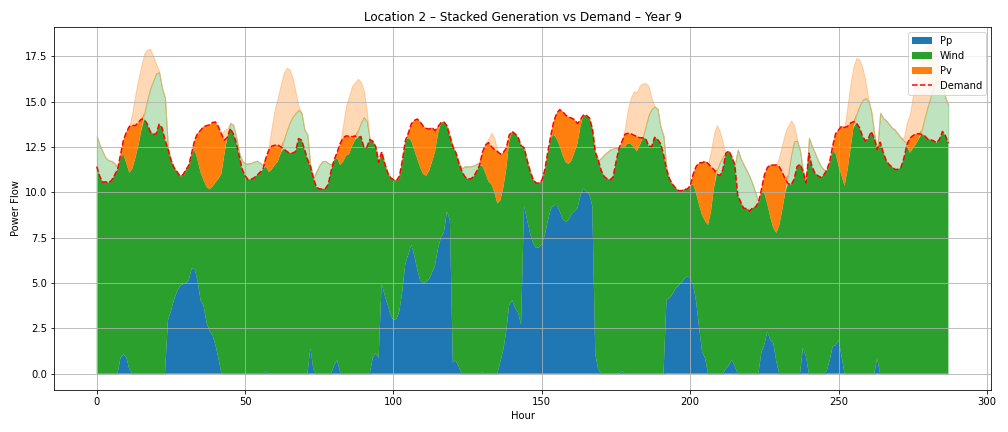 Location 2 – Stacked Generation vs Demand – Year 9
Pp
Wind
Pv
Demand
Power Flow
17.5
15.0
12.5
10.0
7.5
5.0
2.5
0.0
0
50
100
150
200
250
300
Hour